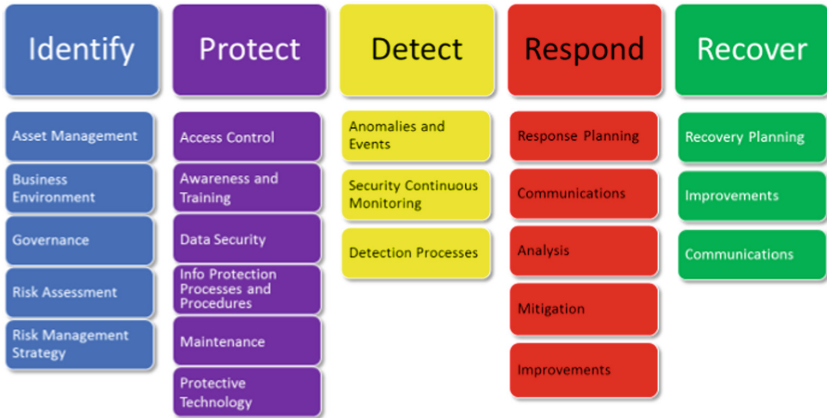 Identify
Protect
Detect
Respond
Recover
Asset Management
Business
Environment
Governance
Risk Assessment
Risk Management
Strategy
Access Control
Awareness and
Training
Data Security
Info Protection
Processes and
Procedures
Maintenance
Protective
Technology
Anomalies and
Events
Security Continuous
Monitoring
Detection Processes
Response Planning
Communications
Analysis
Mitigation
Improvements
Recovery Planning
Improvements
Communications